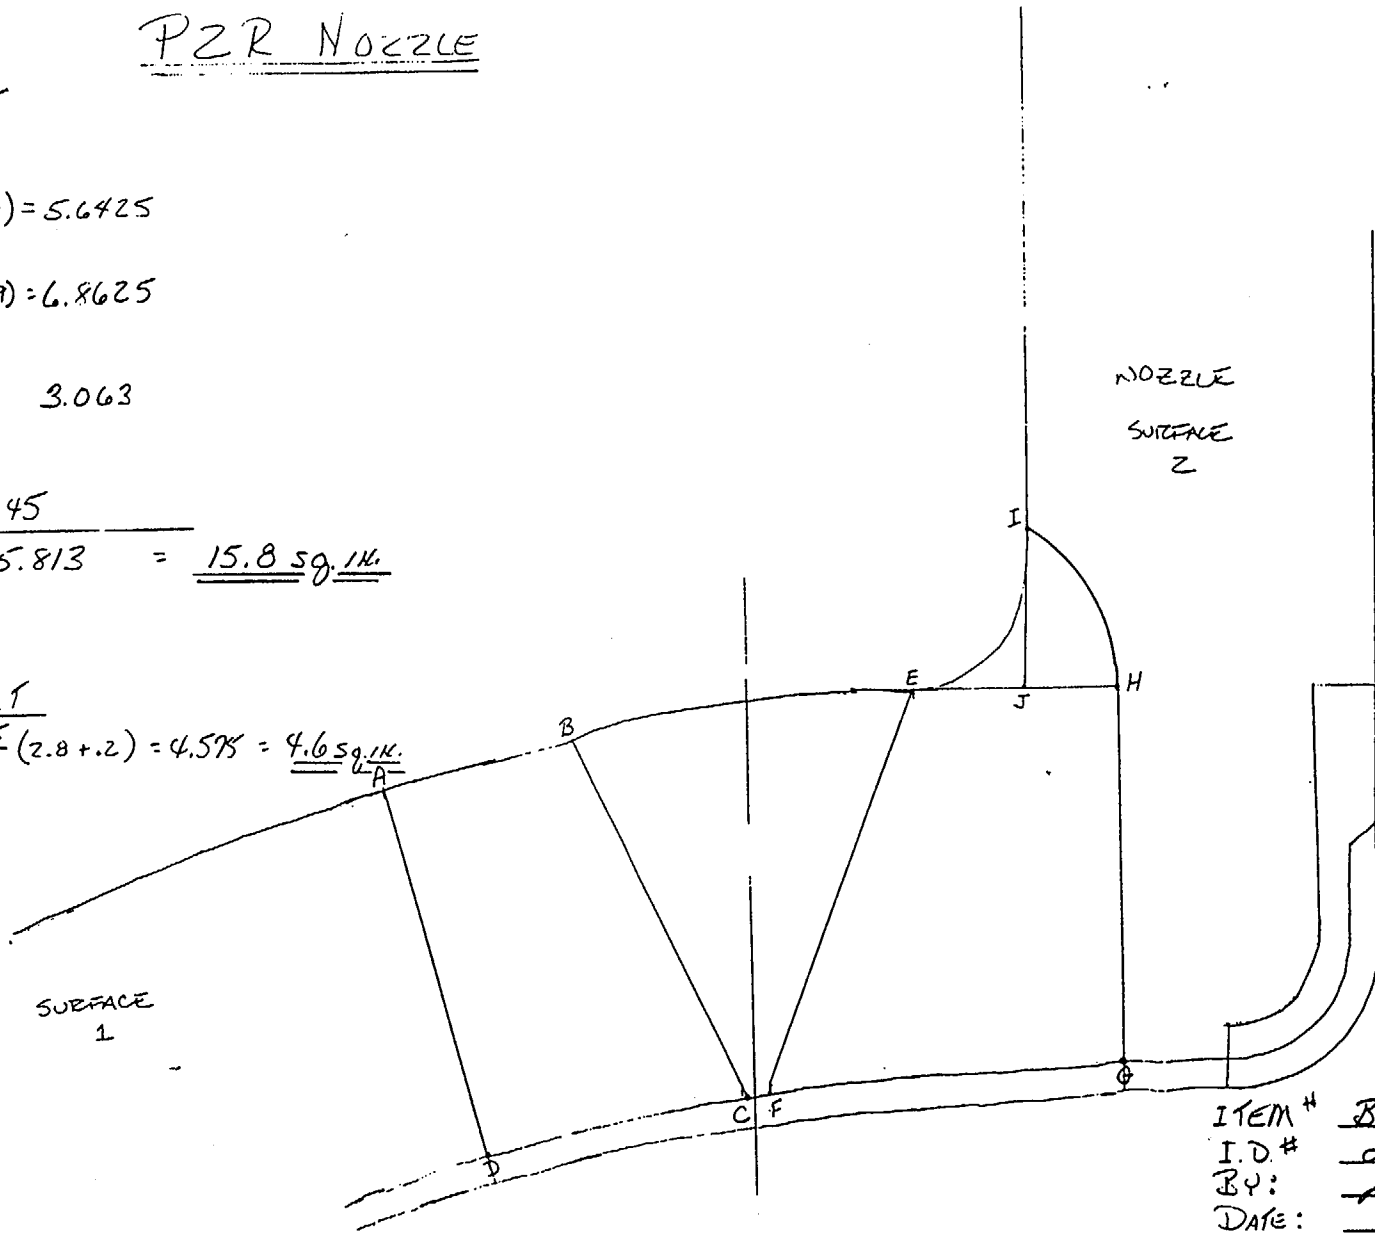 PZR NOZZLE
) = 5.6425
) = 6.8625
3.063
45
5.813 = 15.8 sq. IN.
(2.8 + .2) = 4.575 = 4.6 sq. IN.
NOZZLE
SURFACE
2
I
E
J
H
B
A
SURFACE
1
C
F
G
D
ITEM # B
I.D. #
BY:
DATE: